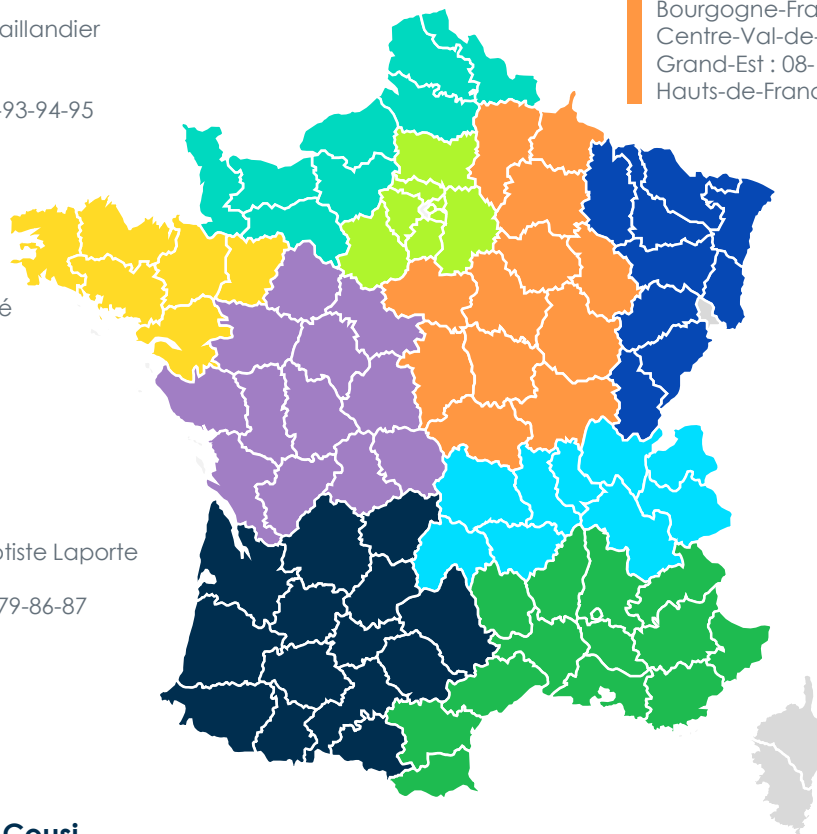 aillandier
-93-94-95
é
otiste Laporte
79-86-87
Cousi
Bourgogne-Fra
Centre-Val-de-
Grand-Est : 08-
Hauts-de-Franc